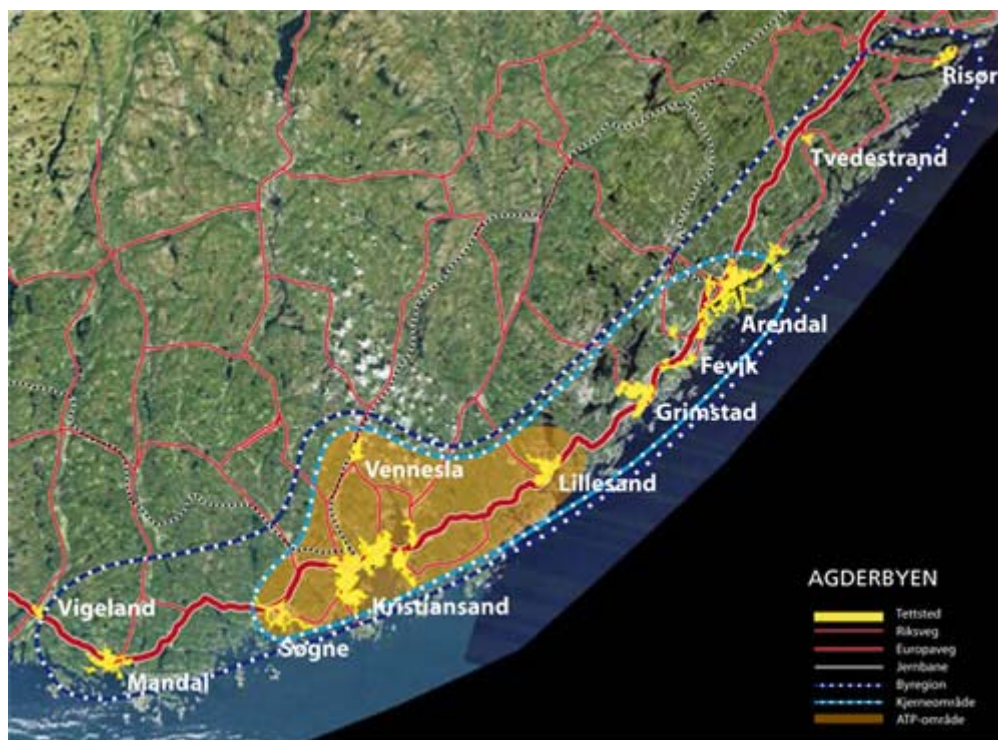 Risør
Tvedestrand
Arendal
Fevik
Grimstad
Vennesla
Lillesand
Vigeland
Kristiansand
Søgne
Mandal
AGDERBYEN
Tettsted
Riksveg
Europaveg
Jernbane
Byregion
Kjerneområde
ATP-område